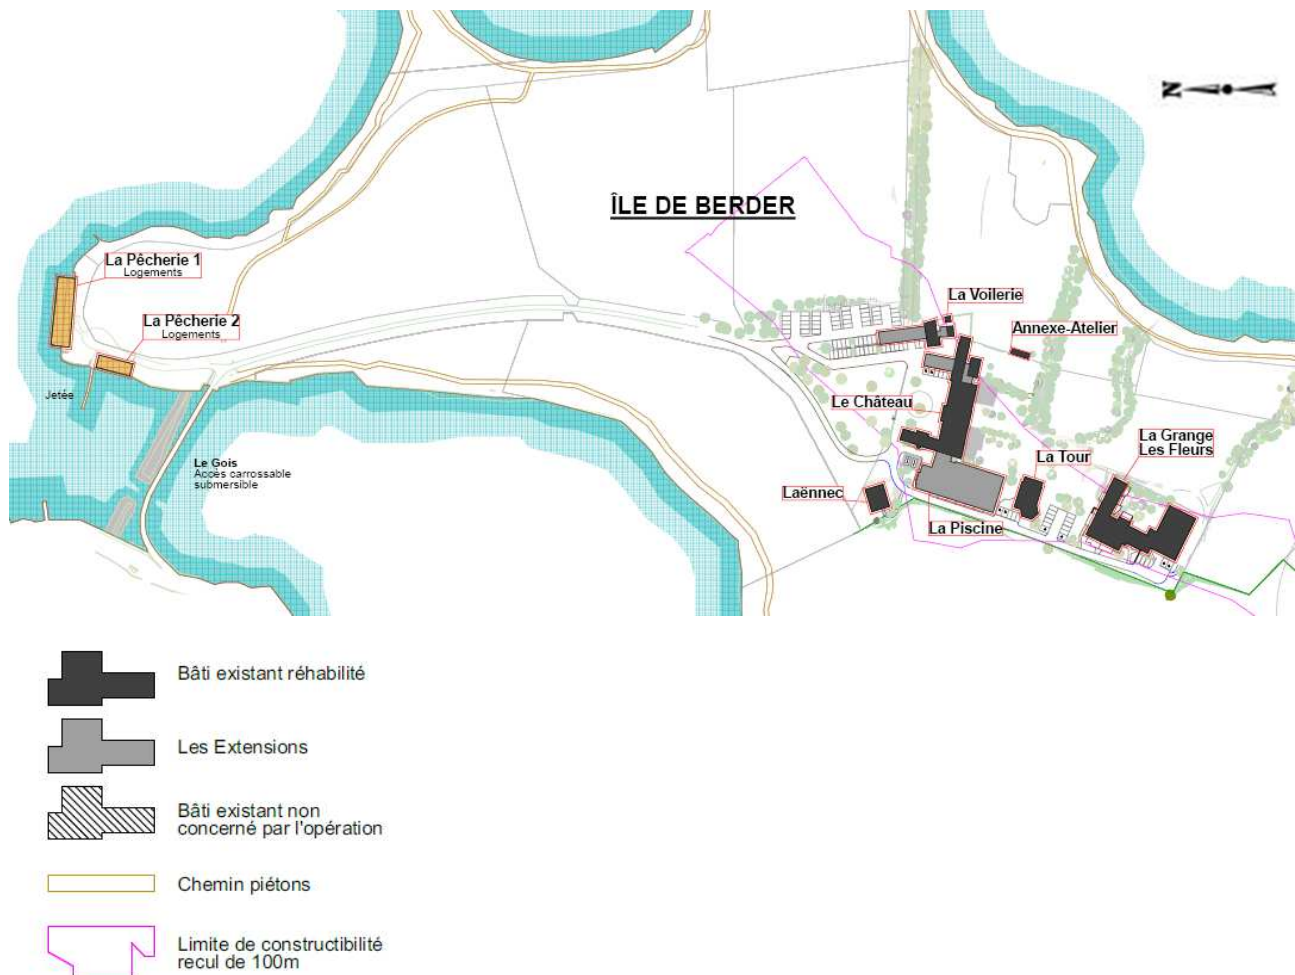 N
ÎLE DE BERDER
La Pêcherie 1
Logements
La Pêcherie 2
Logements
Jetée
Le Gois
Accès carrossable
submersible
La Voilerie
Annexe-Atelier
Le Château
La Grange
Les Fleurs
La Tour
Laënnec
La Piscine
Bâti existant réhabilité
Les Extensions
Bâti existant non
concerné par l'opération
Chemin piétons
Limite de constructibilité
recul de 100m